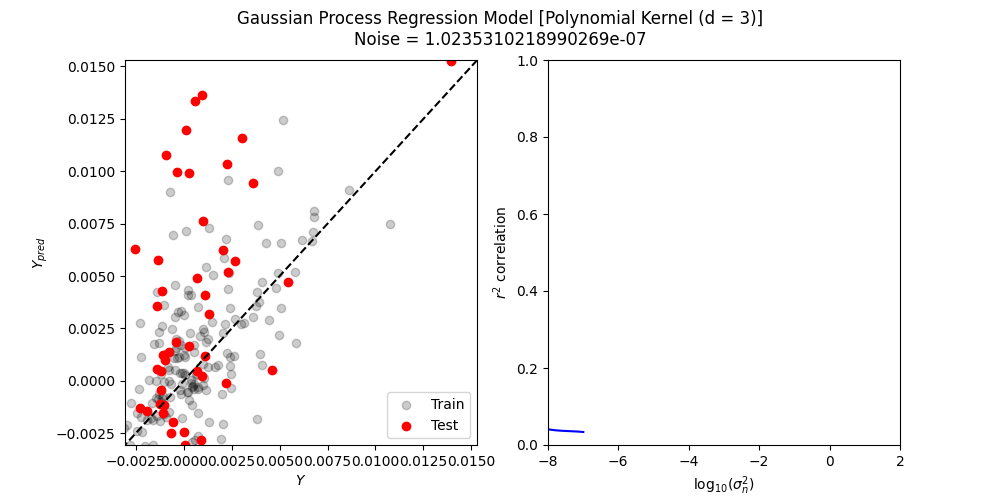 Gaussian Process Regression Model [Polynomial Kernel (d = 3)]
Noise = 1.0235310218990269e-07
0.0150
0.0125
0.0100
0.0075
0.0050
0.0025
0.0000
−0.0025
Y_pred
−0.0025 0.0000 0.0025 0.0050 0.0075 0.0100 0.0125 0.0150
Y
Train
Test
1.0
0.8
0.6
0.4
0.2
0.0
r² correlation
−8 −6 −4 −2 0 2
log₁₀(σₙ²)